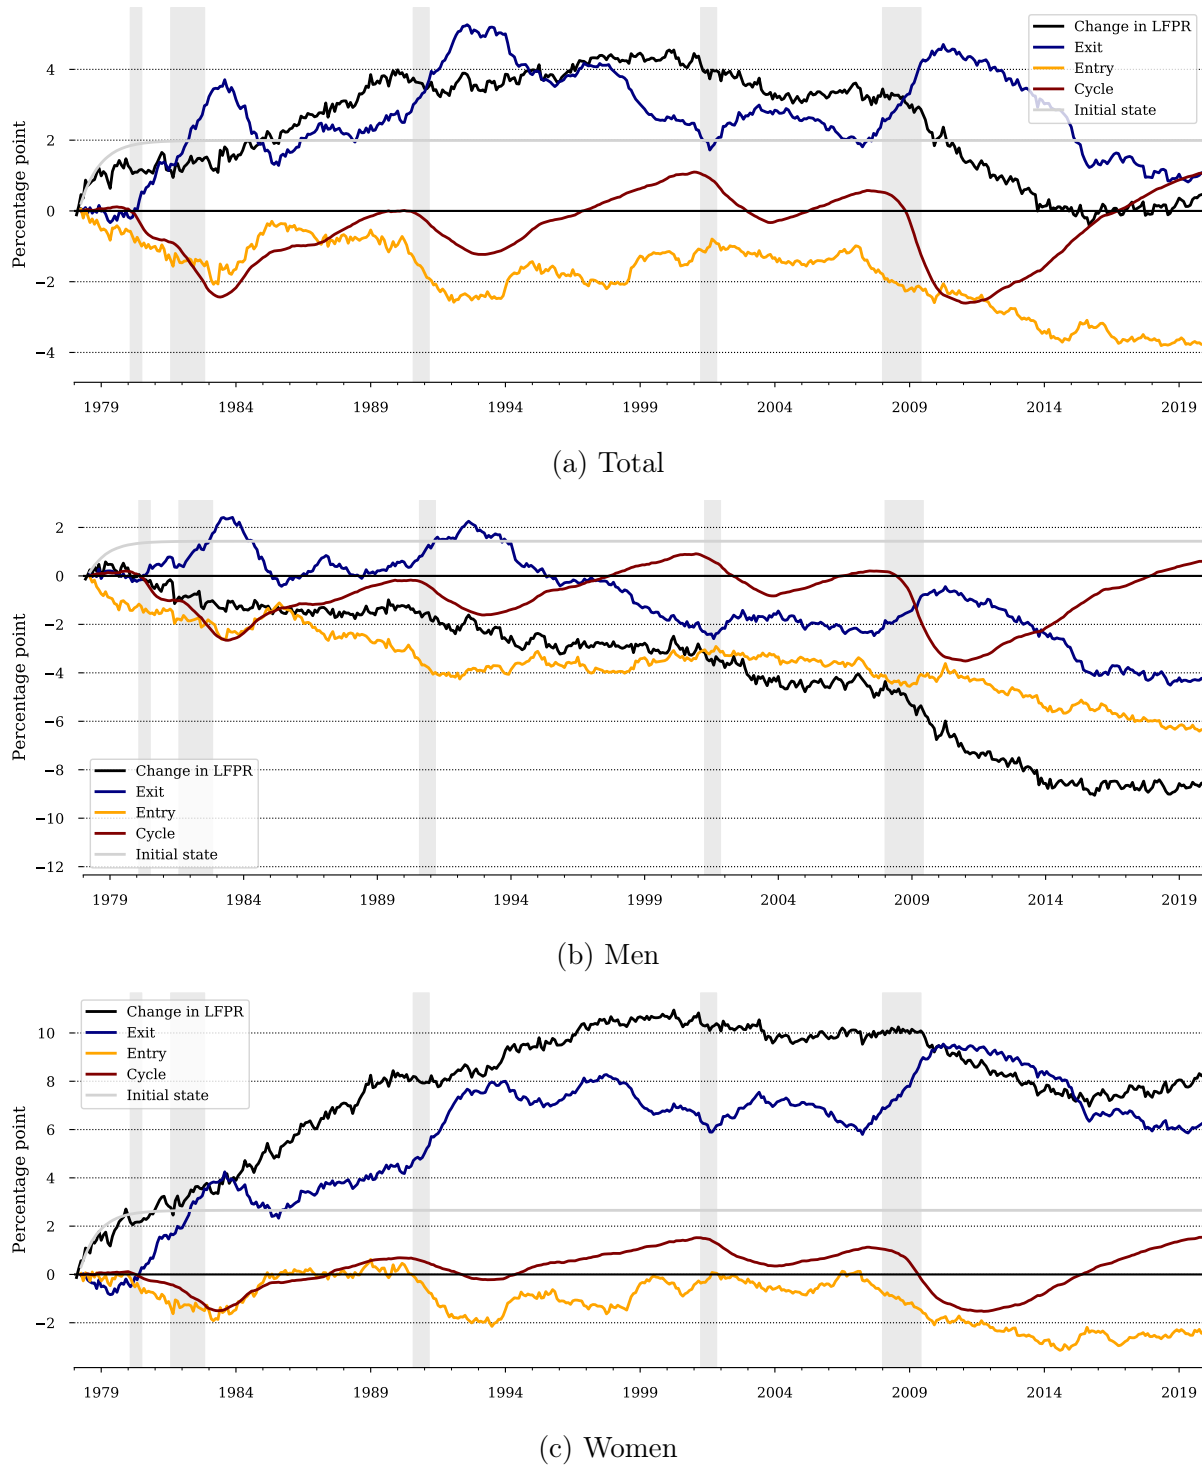 Percentage point
4
2
0
−2
−4
Change in LFPR
Exit
Entry
Cycle
Initial state
1979 1984 1989 1994 1999 2004 2009 2014 2019
(a) Total
Percentage point
2
0
−2
−4
−6
−8
−10
−12
Change in LFPR
Exit
Entry
Cycle
Initial state
1979 1984 1989 1994 1999 2004 2009 2014 2019
(b) Men
Percentage point
10
8
6
4
2
0
−2
Change in LFPR
Exit
Entry
Cycle
Initial state
1979 1984 1989 1994 1999 2004 2009 2014 2019
(c) Women